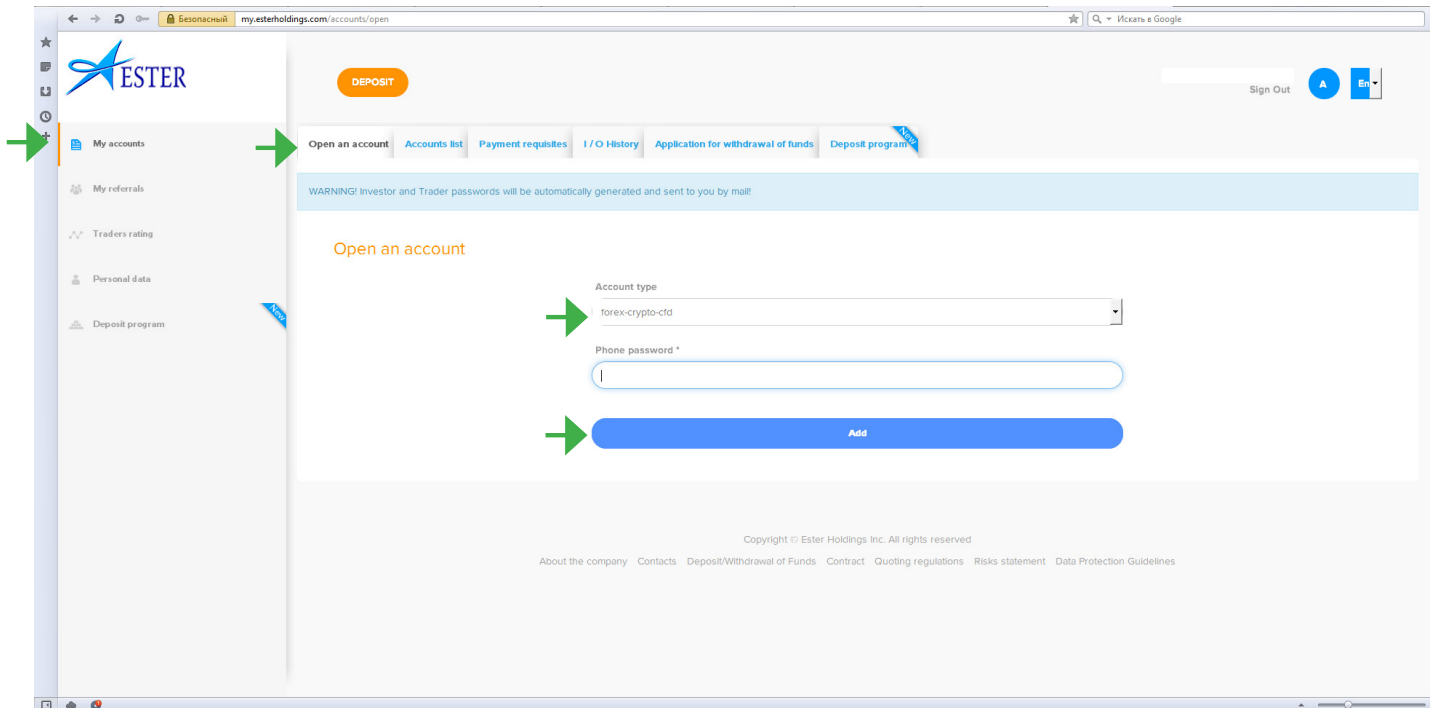 Безопасный my.esterholdings.com/accounts/open Искать в Google
ESTER
DEPOSIT
Sign Out A En
My accounts
My referrals
Traders rating
Personal data
Deposit program New
Open an account Accounts list Payment requisites I / O History Application for withdrawal of funds Deposit program New
WARNING! Investor and Trader passwords will be automatically generated and sent to you by mail!
Open an account
Account type
forex-crypto-cfd
Phone password *
Add
Copyright © Ester Holdings Inc. All rights reserved
About the company Contacts Deposit/Withdrawal of Funds Contract Quoting regulations Risks statement Data Protection Guidelines